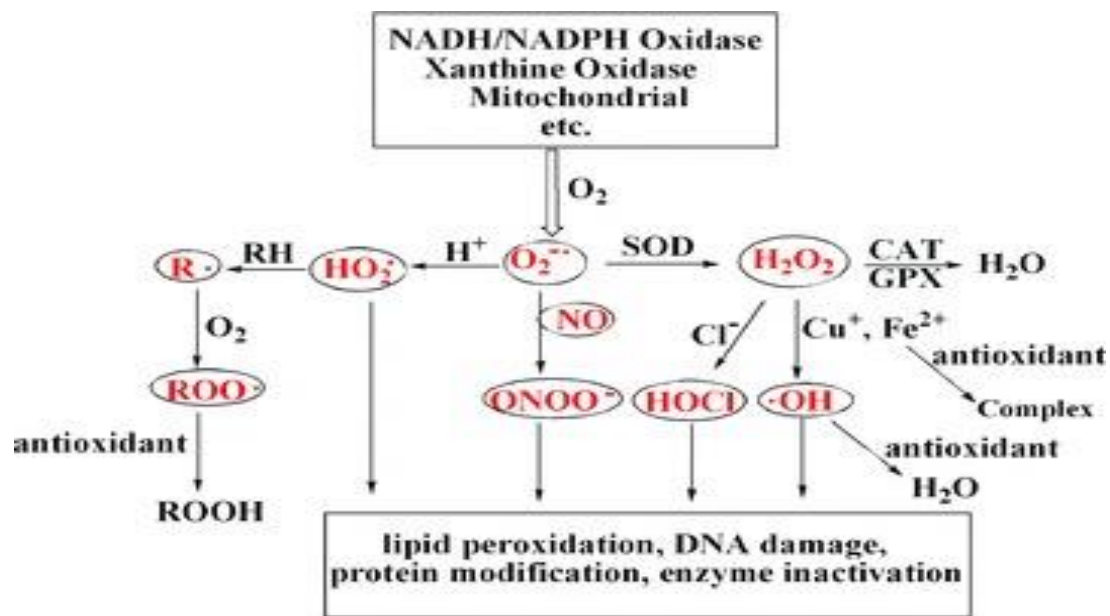 NADH/NADPH Oxidase
Xanthine Oxidase
Mitochondrial
etc.
O₂
R· RH HO₂· H⁺ O₂⁻· SOD H₂O₂ CAT H₂O
GPX
O₂ NO Cl⁻ Cu⁺, Fe²⁺
antioxidant
ROO· ONOO⁻ HOCl ·OH Complex
antioxidant antioxidant
ROOH H₂O
lipid peroxidation, DNA damage,
protein modification, enzyme inactivation